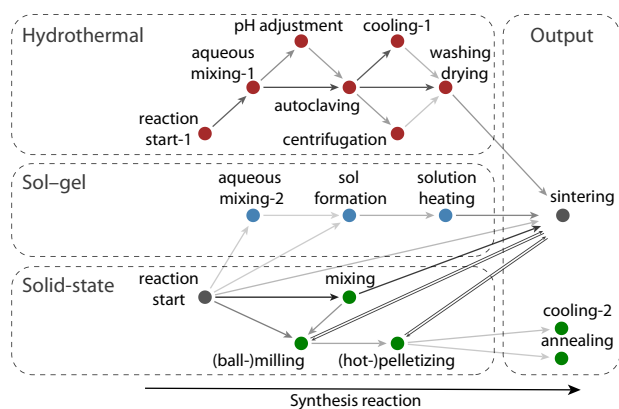 Hydrothermal
pH adjustment
cooling-1
Output
aqueous
mixing-1
washing
drying
autoclaving
reaction
start-1
centrifugation
Sol–gel
aqueous
mixing-2
sol
formation
solution
heating
sintering
Solid-state
reaction
start
mixing
cooling-2
annealing
(ball-)milling
(hot-)pelletizing
Synthesis reaction